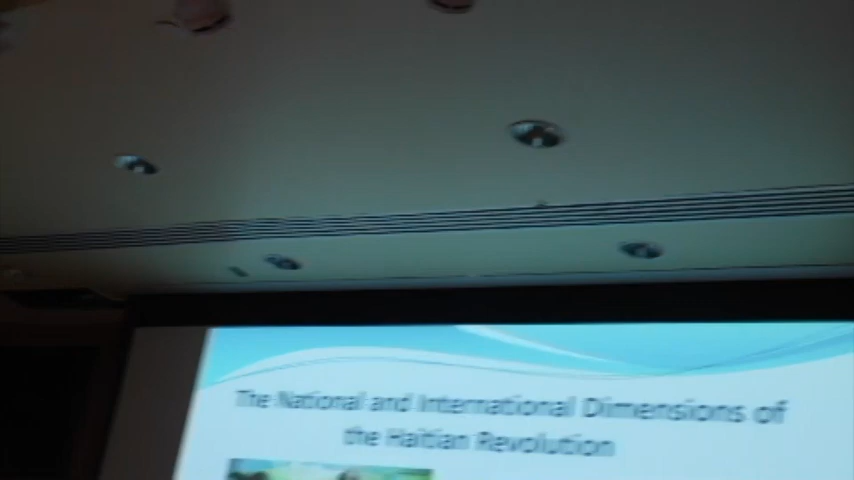 The National and International Dimensions of
the Haitian Revolution